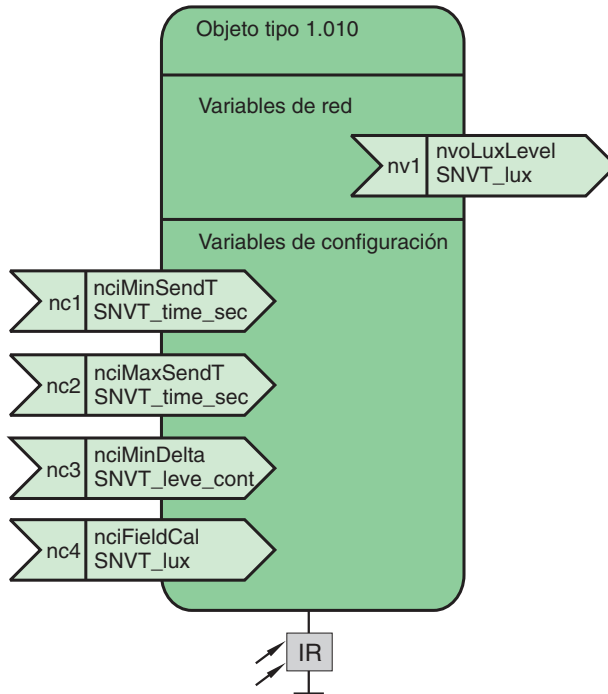 Objeto tipo 1.010
Variables de red
nv1
nvoLuxLevel
SNVT_lux
Variables de configuración
nc1
nciMinSendT
SNVT_time_sec
nc2
nciMaxSendT
SNVT_time_sec
nc3
nciMinDelta
SNVT_leve_cont
nc4
nciFieldCal
SNVT_lux
IR